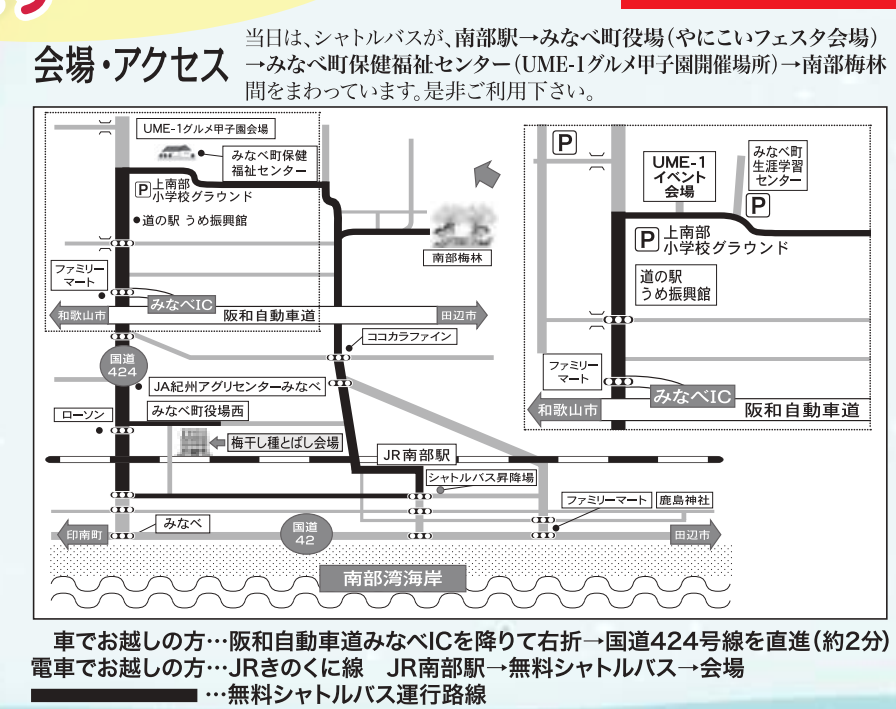 会場・アクセス
当日は、シャトルバスが、南部駅→みなべ町役場(やにこいフェスタ会場)
→みなべ町保健福祉センター(UME-1グルメ甲子園開催場所)→南部梅林
間をまわっています。是非ご利用下さい。
UME-1グルメ甲子園会場
みなべ町保健
福祉センター
P 上南部
小学校グラウンド
道の駅 うめ振興館
南部梅林
ファミリー
マート
みなべIC
和歌山市
阪和自動車道
田辺市
ココカラファイン
国道
424
JA紀州アグリセンターみなべ
みなべ町役場西
ローソン
梅干し種とばし会場
JR南部駅
シャトルバス昇降場
ファミリーマート
鹿島神社
みなべ
印南町
国道
42
田辺市
南部湾海岸
P
UME-1
イベント
会場
みなべ町
生涯学習
センター
P
P 上南部
小学校グラウンド
道の駅
うめ振興館
ファミリー
マート
みなべIC
和歌山市
阪和自動車道
車でお越しの方…阪和自動車道みなべICを降りて右折→国道424号線を直進(約2分)
電車でお越しの方…JRきのくに線 JR南部駅→無料シャトルバス→会場
…無料シャトルバス運行路線